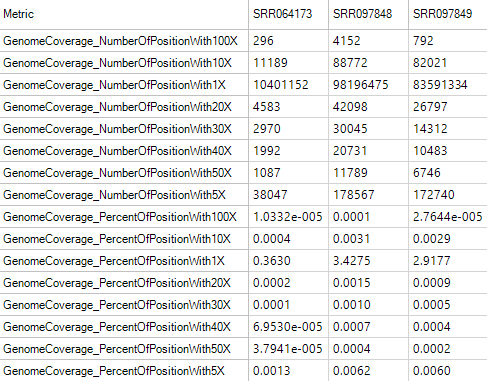 Metric SRR064173 SRR097848 SRR097849
GenomeCoverage_NumberOfPositionWith100X 296 4152 792
GenomeCoverage_NumberOfPositionWith10X 11189 88772 82021
GenomeCoverage_NumberOfPositionWith1X 10401152 98196475 83591334
GenomeCoverage_NumberOfPositionWith20X 4583 42098 26797
GenomeCoverage_NumberOfPositionWith30X 2970 30045 14312
GenomeCoverage_NumberOfPositionWith40X 1992 20731 10483
GenomeCoverage_NumberOfPositionWith50X 1087 11789 6746
GenomeCoverage_NumberOfPositionWith5X 38047 178567 172740
GenomeCoverage_PercentOfPositionWith100X 1.0332e-005 0.0001 2.7644e-005
GenomeCoverage_PercentOfPositionWith10X 0.0004 0.0031 0.0029
GenomeCoverage_PercentOfPositionWith1X 0.3630 3.4275 2.9177
GenomeCoverage_PercentOfPositionWith20X 0.0002 0.0015 0.0009
GenomeCoverage_PercentOfPositionWith30X 0.0001 0.0010 0.0005
GenomeCoverage_PercentOfPositionWith40X 6.9530e-005 0.0007 0.0004
GenomeCoverage_PercentOfPositionWith50X 3.7941e-005 0.0004 0.0002
GenomeCoverage_PercentOfPositionWith5X 0.0013 0.0062 0.0060